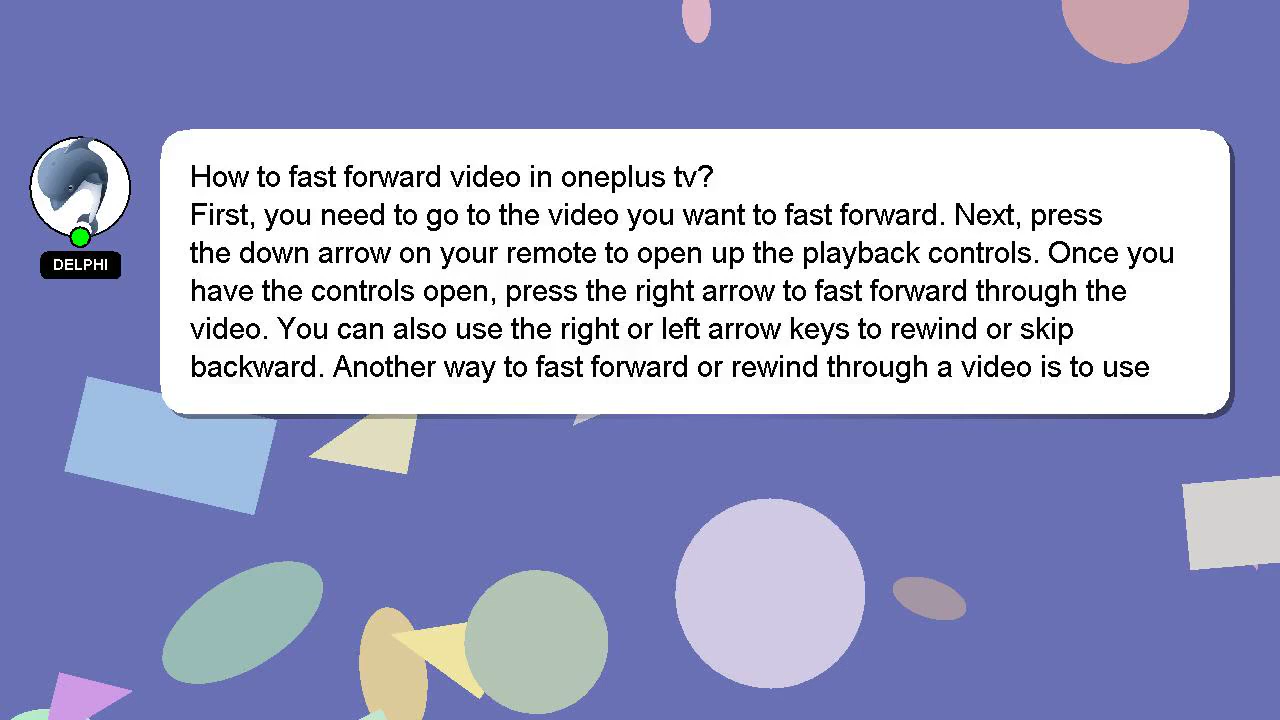 How to fast forward video in oneplus tv?
First, you need to go to the video you want to fast forward. Next, press
the down arrow on your remote to open up the playback controls. Once you
have the controls open, press the right arrow to fast forward through the
video. You can also use the right or left arrow keys to rewind or skip
backward. Another way to fast forward or rewind through a video is to use
DELPHI